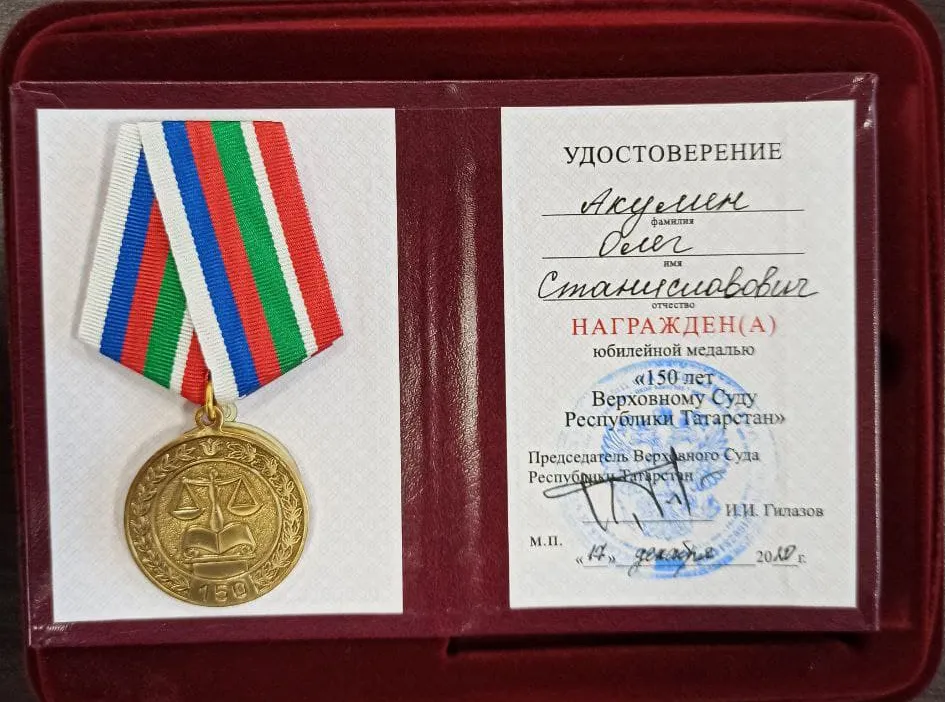 150
УДОСТОВЕРЕНИЕ
Акулин
фамилия
Олег
имя
Станиславович
отчество
НАГРАЖДЕН(А)
юбилейной медалью
«150 лет
Верховному Суду
Республики Татарстан»
Председатель Верховного Суда
Республики Татарстан
И.И. Гилазов
М.П.
«17» декабря 2020 г.